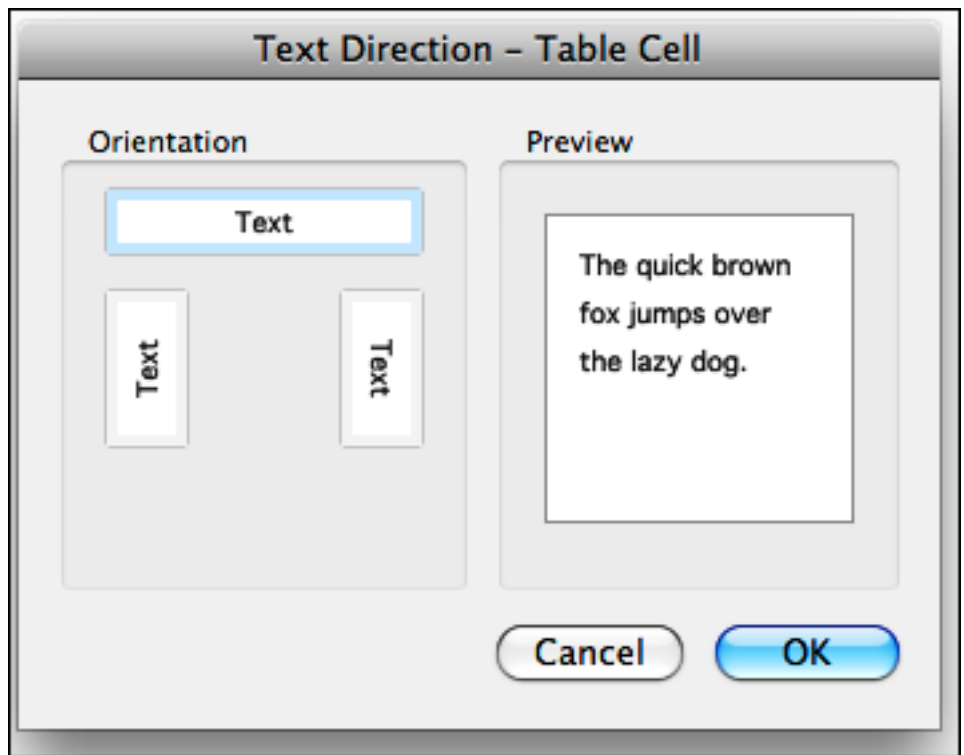 Text Direction – Table Cell
Orientation
Preview
Text
Text
Text
The quick brown
fox jumps over
the lazy dog.
Cancel
OK